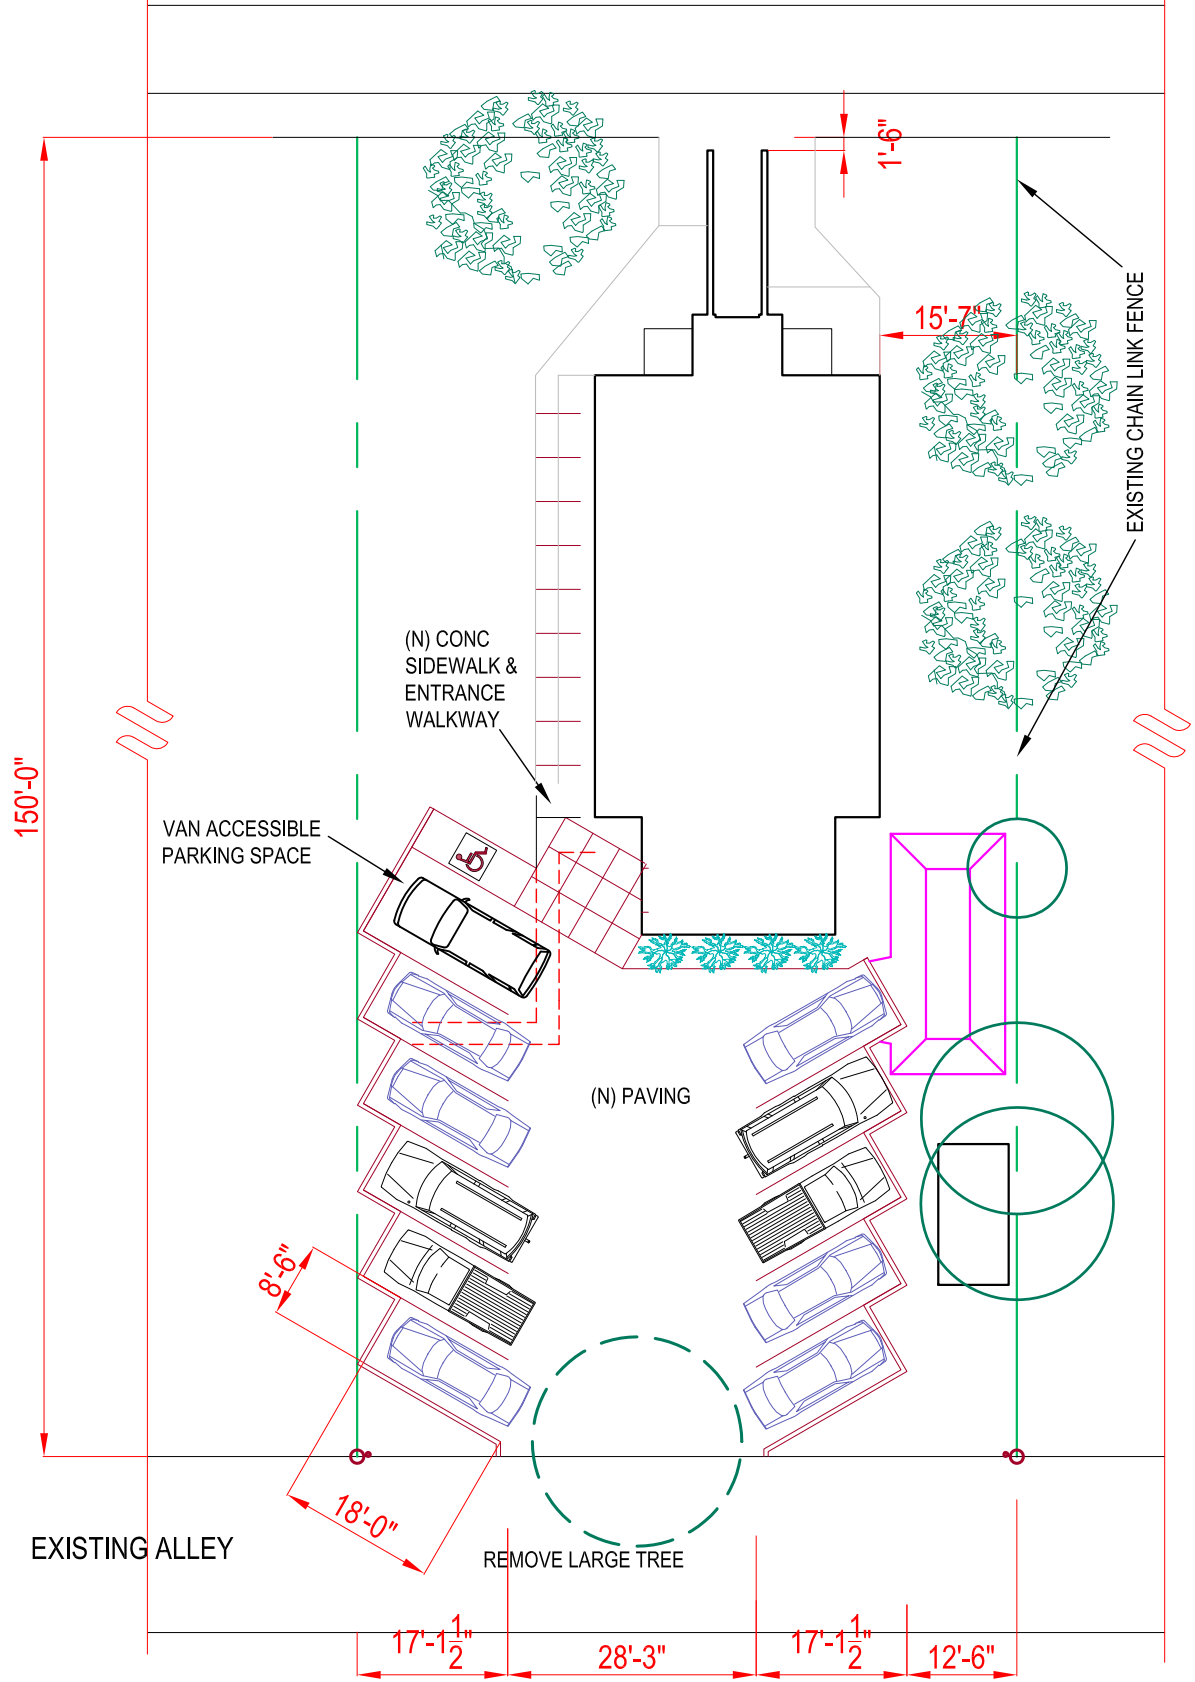 1'-6"
15'-7"
EXISTING CHAIN LINK FENCE
(N) CONC
SIDEWALK &
ENTRANCE
WALKWAY
150'-0"
VAN ACCESSIBLE
PARKING SPACE
(N) PAVING
8'-6"
18'-0"
EXISTING ALLEY
REMOVE LARGE TREE
17'-1 1/2"
28'-3"
17'-1 1/2"
12'-6"